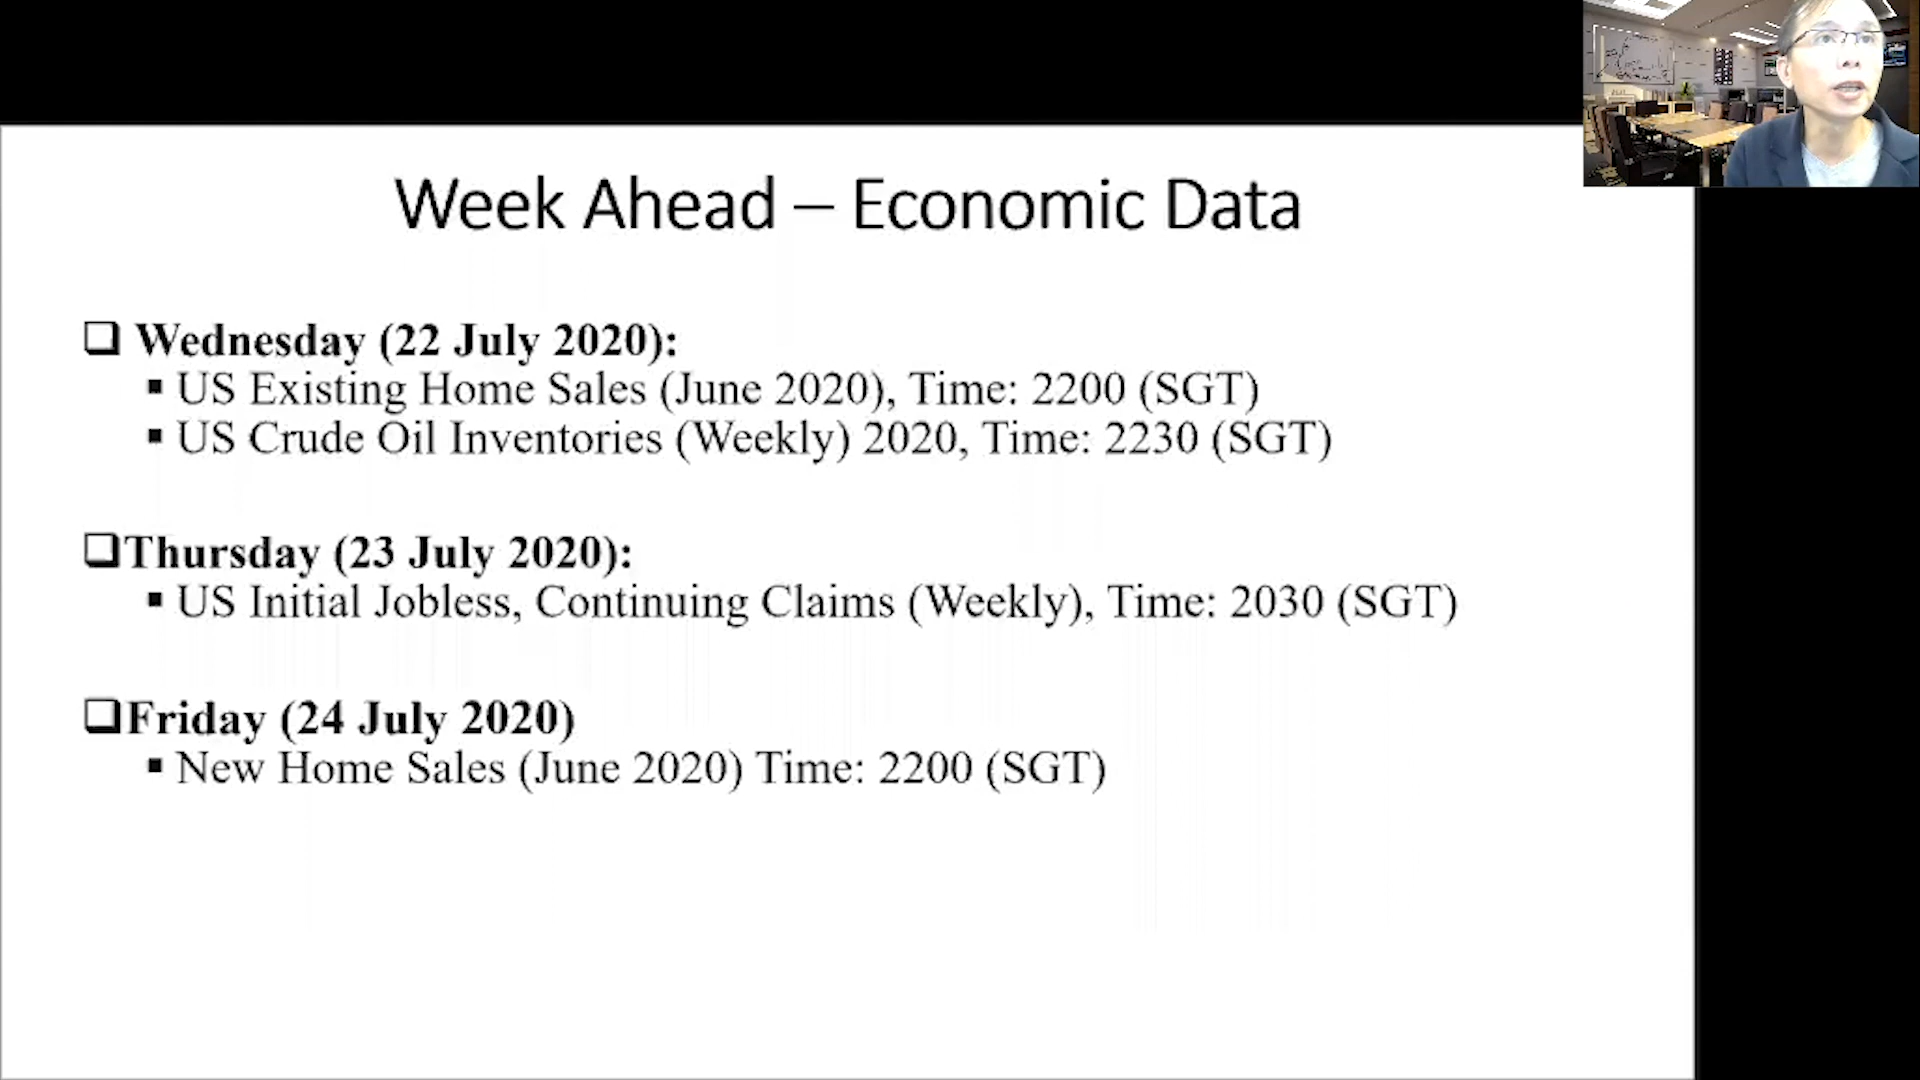 Week Ahead – Economic Data
❑ Wednesday (22 July 2020):
▪ US Existing Home Sales (June 2020), Time: 2200 (SGT)
▪ US Crude Oil Inventories (Weekly) 2020, Time: 2230 (SGT)
❑Thursday (23 July 2020):
▪ US Initial Jobless, Continuing Claims (Weekly), Time: 2030 (SGT)
❑Friday (24 July 2020)
▪ New Home Sales (June 2020) Time: 2200 (SGT)